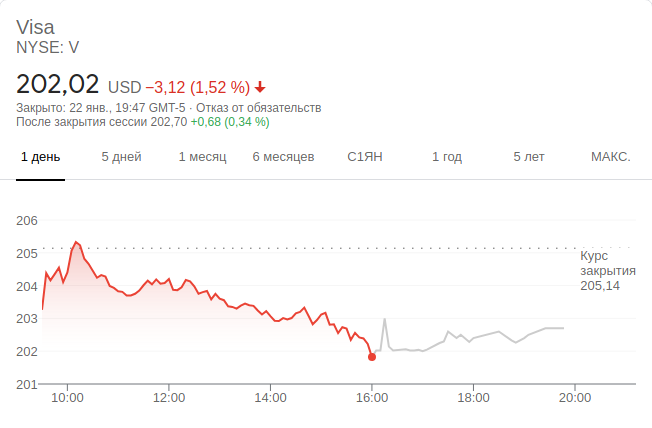 Visa
NYSE: V
202,02 USD −3,12 (1,52 %)
Закрыто: 22 янв., 19:47 GMT-5 · Отказ от обязательств
После закрытия сессии 202,70 +0,68 (0,34 %)
1 день 5 дней 1 месяц 6 месяцев С1ЯН 1 год 5 лет МАКС.
206
205
204
203
202
201
Курс
закрытия
205,14
10:00 12:00 14:00 16:00 18:00 20:00